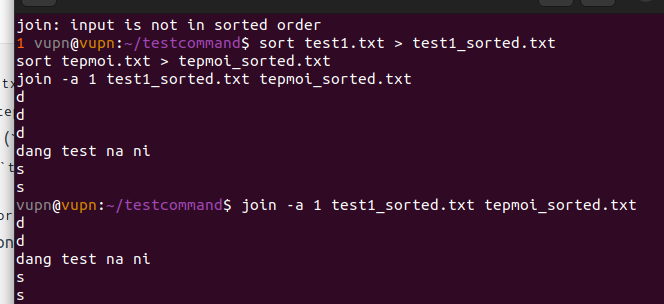 join: input is not in sorted order
1 vupn@vupn:~/testcommand$ sort test1.txt > test1_sorted.txt
sort tepmoi.txt > tepmoi_sorted.txt
join -a 1 test1_sorted.txt tepmoi_sorted.txt
d
d
d
dang test na ni
s
s
vupn@vupn:~/testcommand$ join -a 1 test1_sorted.txt tepmoi_sorted.txt
d
d
dang test na ni
s
s